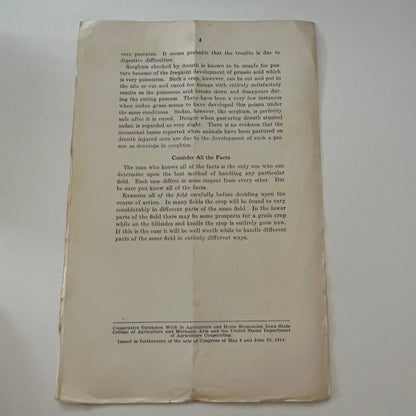 4
corn pastures. It seems probable that the trouble is due to
digestive difficulties.
Sorghum checked by drouth is known to be unsafe for pas-
ture because of the frequent development of prussic acid which
is very poisonous. Such a crop, however, can be cut and put in
the silo or cut and cured for forage with entirely satisfactory
results as the poisonous acid breaks down and disappears dur-
ing the curing process. There have been a very few instances
when sudan grass seems to have developed this poison under
the same conditions. Sudan, however, like sorghum, is perfectly
safe after it is cured. Danger when pasturing drouth stunted
sudan is regarded as very slight. There is no evidence that the
occasional losses reported when animals have been pastured on
drouth injured corn are due to the development of such a poi-
son as develops in sorghum.
Consider All the Facts
The man who knows all of the facts is the only one who can
determine upon the best method of handling any particular
field. Each case differs in some respect from every other. But
be sure you know all of the facts.
Examine all of the field carefully before deciding upon the
course of action. In many fields the crop will be found to vary
considerably in different parts of the same field. In the lower
parts of the field there may be some prospects for a grain crop
while on the hillsides and knolls the crop is entirely gone now.
If this is the case it will be well worth while to handle different
parts of the same field in entirely different ways.
Cooperative Extension Work in Agriculture and Home Economics, Iowa State
College of Agriculture and Mechanic Arts and the United States Department
of Agriculture Cooperating.
Issued in furtherance of the acts of Congress of May 8 and June 30, 1914.